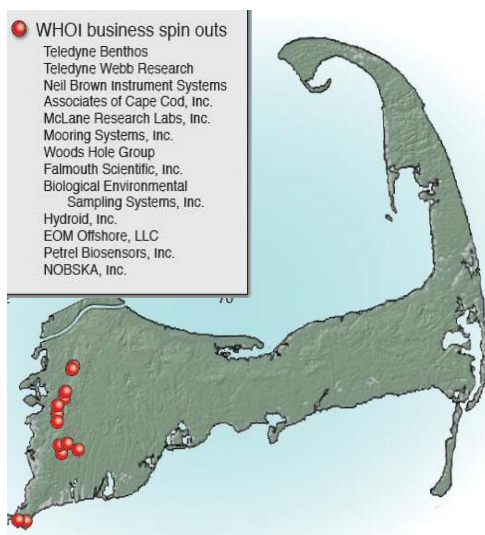 WHOI business spin outs
Teledyne Benthos
Teledyne Webb Research
Neil Brown Instrument Systems
Associates of Cape Cod, Inc.
McLane Research Labs, Inc.
Mooring Systems, Inc.
Woods Hole Group
Falmouth Scientific, Inc.
Biological Environmental
Sampling Systems, Inc.
Hydroid, Inc.
EOM Offshore, LLC
Petrel Biosensors, Inc.
NOBSKA, Inc.